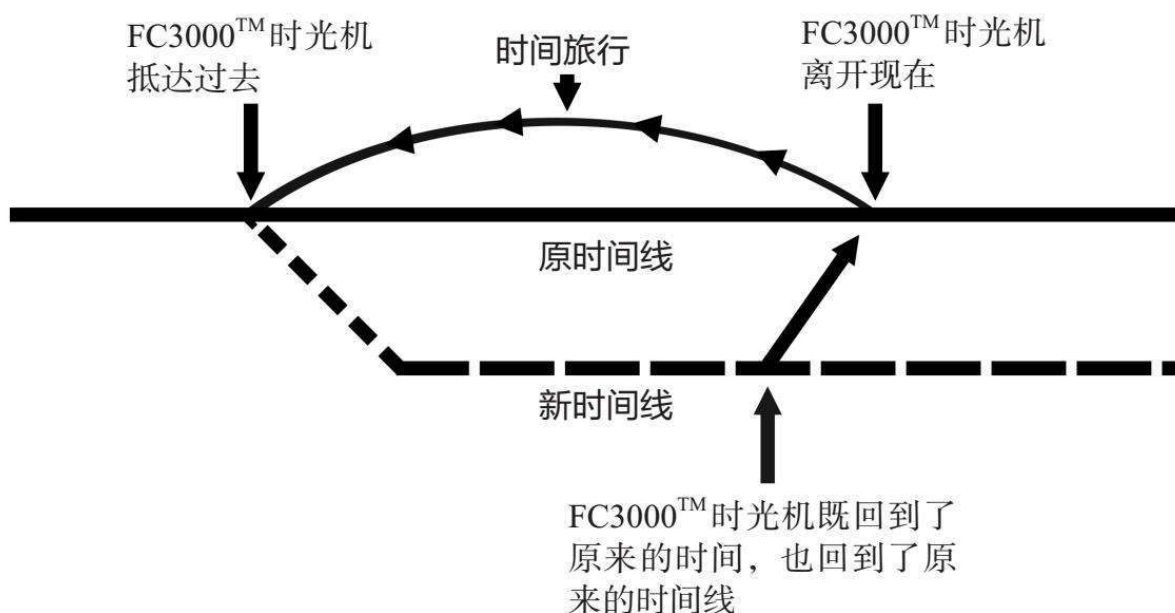 FC3000™时光机
抵达过去
时间旅行
FC3000™时光机
离开现在
原时间线
新时间线
FC3000™时光机既回到了
原来的时间，也回到了原
来的时间线